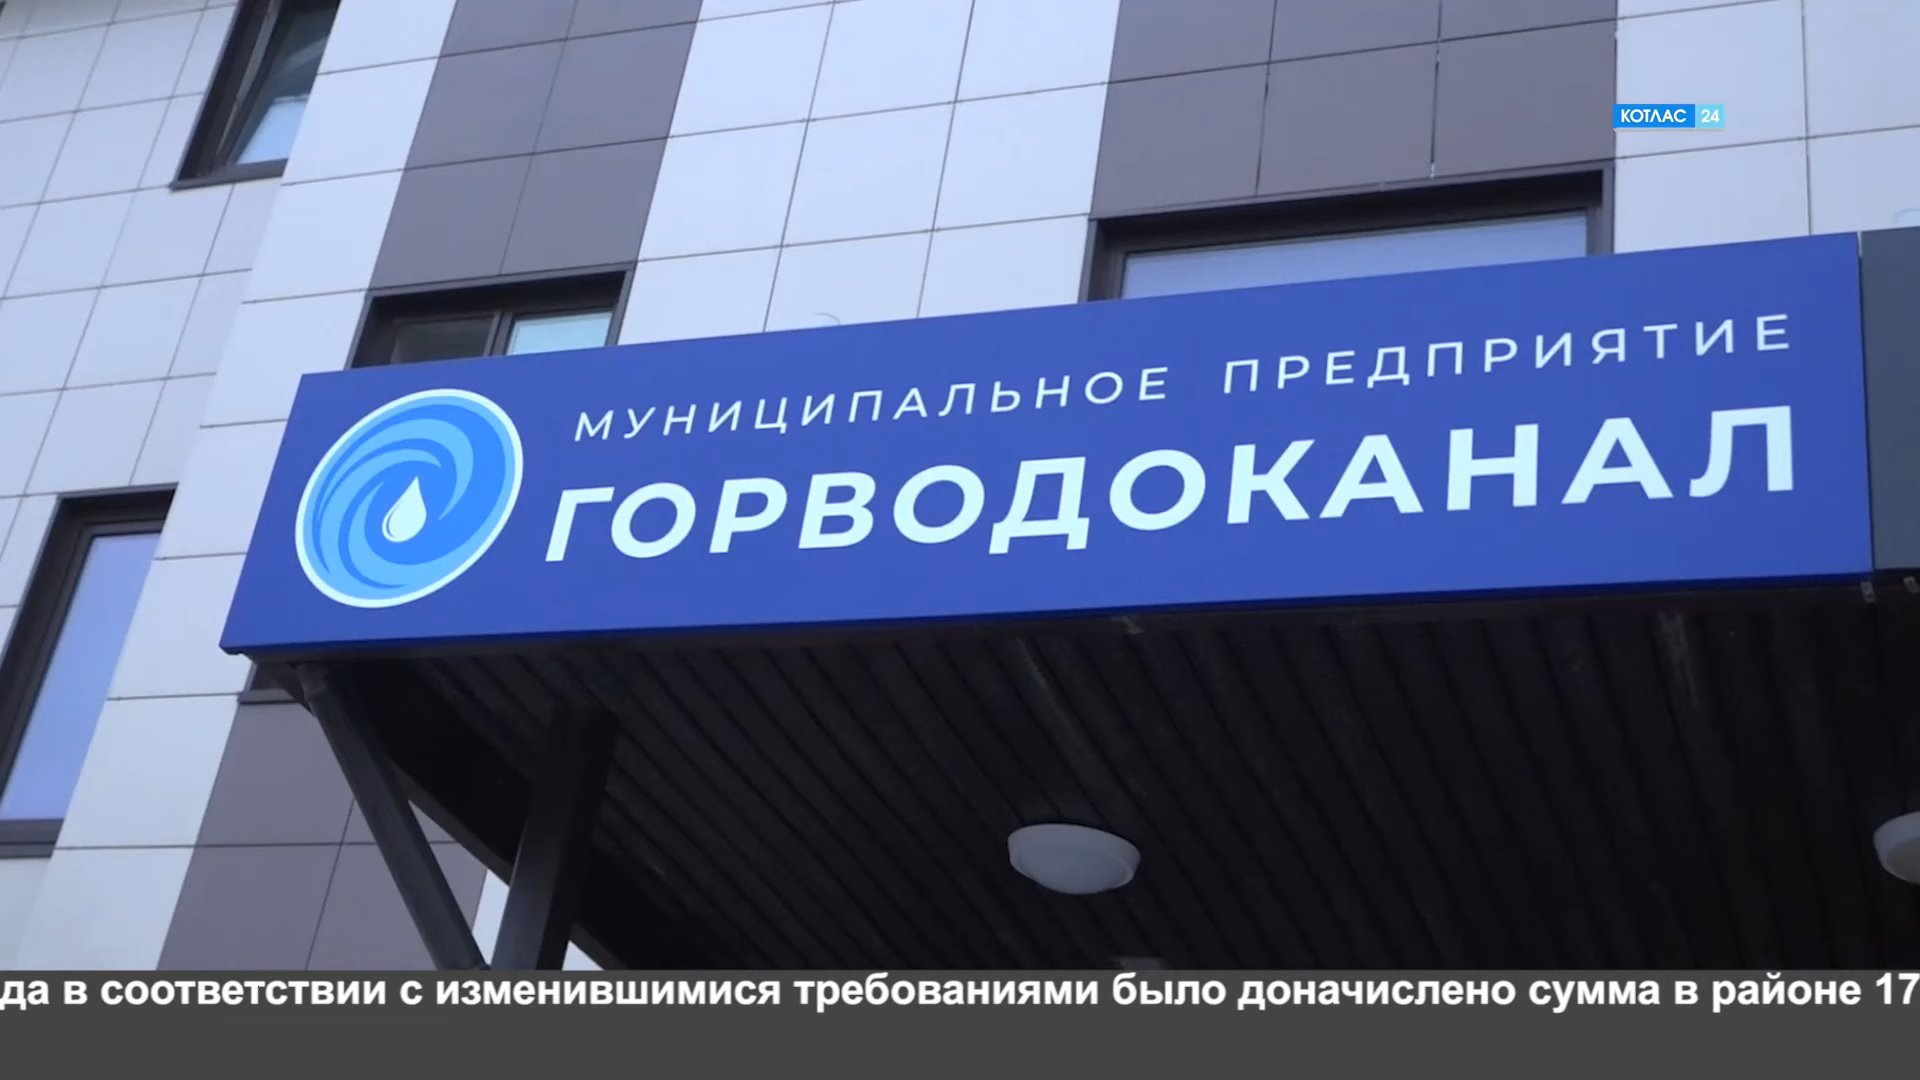 КОТЛАС 24
МУНИЦИПАЛЬНОЕ ПРЕДПРИЯТИЕ
ГОРВОДОКАНАЛ
да в соответствии с изменившимися требованиями было доначислено сумма в районе 17